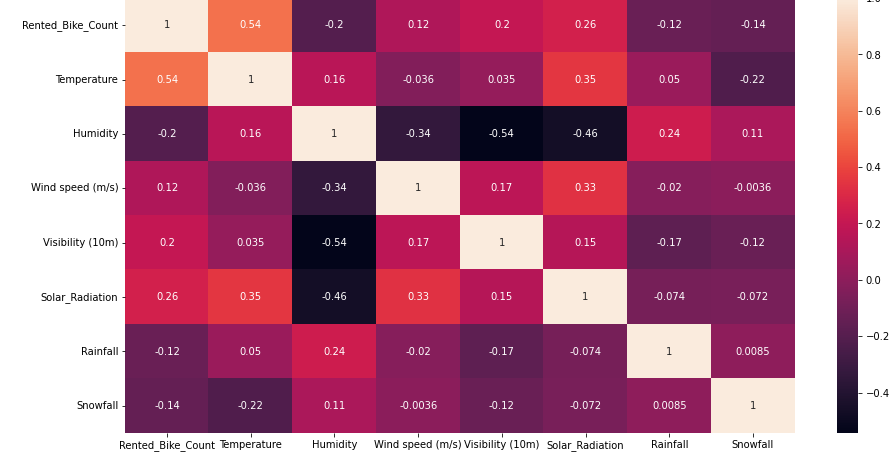 1.0
Rented_Bike_Count 1 0.54 -0.2 0.12 0.2 0.26 -0.12 -0.14
0.8
Temperature 0.54 1 0.16 -0.036 0.035 0.35 0.05 -0.22
0.6
Humidity -0.2 0.16 1 -0.34 -0.54 -0.46 0.24 0.11
0.4
Wind speed (m/s) 0.12 -0.036 -0.34 1 0.17 0.33 -0.02 -0.0036
0.2
Visibility (10m) 0.2 0.035 -0.54 0.17 1 0.15 -0.17 -0.12
0.0
Solar_Radiation 0.26 0.35 -0.46 0.33 0.15 1 -0.074 -0.072
−0.2
Rainfall -0.12 0.05 0.24 -0.02 -0.17 -0.074 1 0.0085
−0.4
Snowfall -0.14 -0.22 0.11 -0.0036 -0.12 -0.072 0.0085 1
Rented_Bike_Count Temperature Humidity Wind speed (m/s) Visibility (10m) Solar_Radiation Rainfall Snowfall